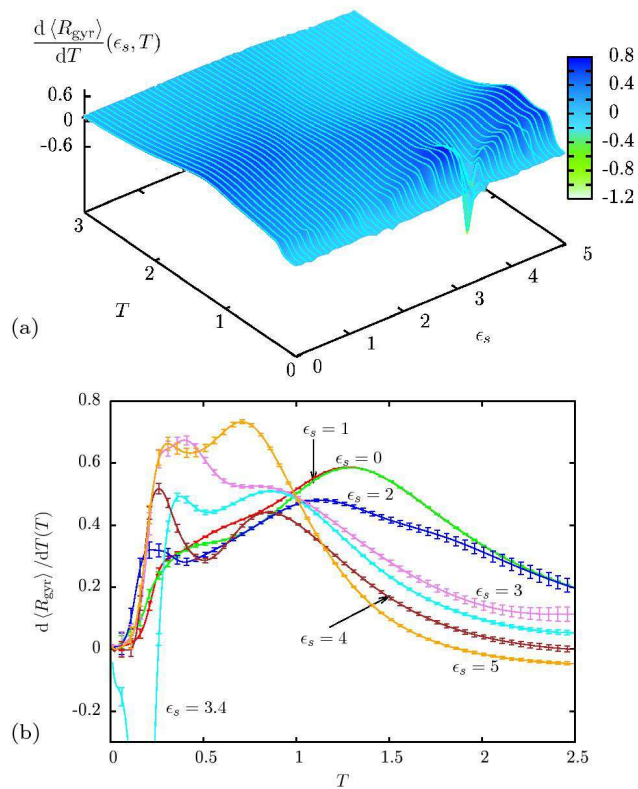 d ⟨R_gyr⟩
dT (ϵ_s, T)
0.6
0
-0.6
0.8
0.4
0
-0.4
-0.8
-1.2
3
2
1
0
T
0
1
2
3
4
5
ϵ_s
(a)
0.8
0.6
0.4
0.2
0
-0.2
d ⟨R_gyr⟩ /dT(T)
ϵ_s = 1
ϵ_s = 0
ϵ_s = 2
ϵ_s = 3
ϵ_s = 4
ϵ_s = 5
ϵ_s = 3.4
(b)
0 0.5 1 1.5 2 2.5
T